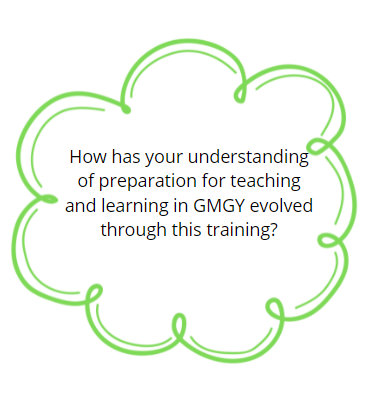 How has your understanding
of preparation for teaching
and learning in GMGY evolved
through this training?